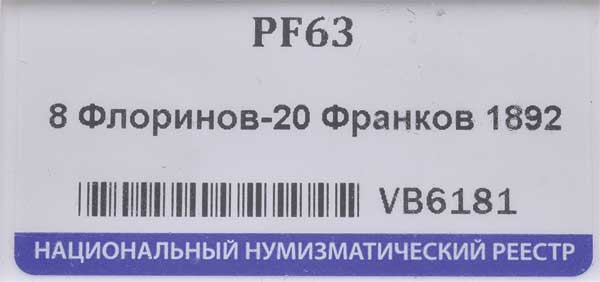 PF63
8 Флоринов-20 Франков 1892
VB6181
НАЦИОНАЛЬНЫЙ НУМИЗМАТИЧЕСКИЙ РЕЕСТР